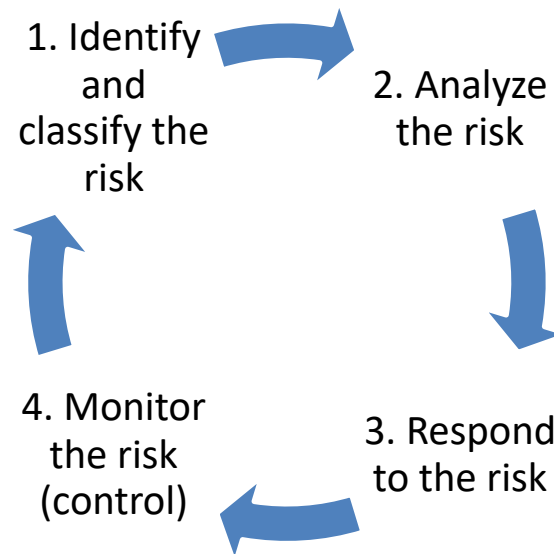 1. Identify
and
classify the
risk
2. Analyze
the risk
3. Respond
to the risk
4. Monitor
the risk
(control)